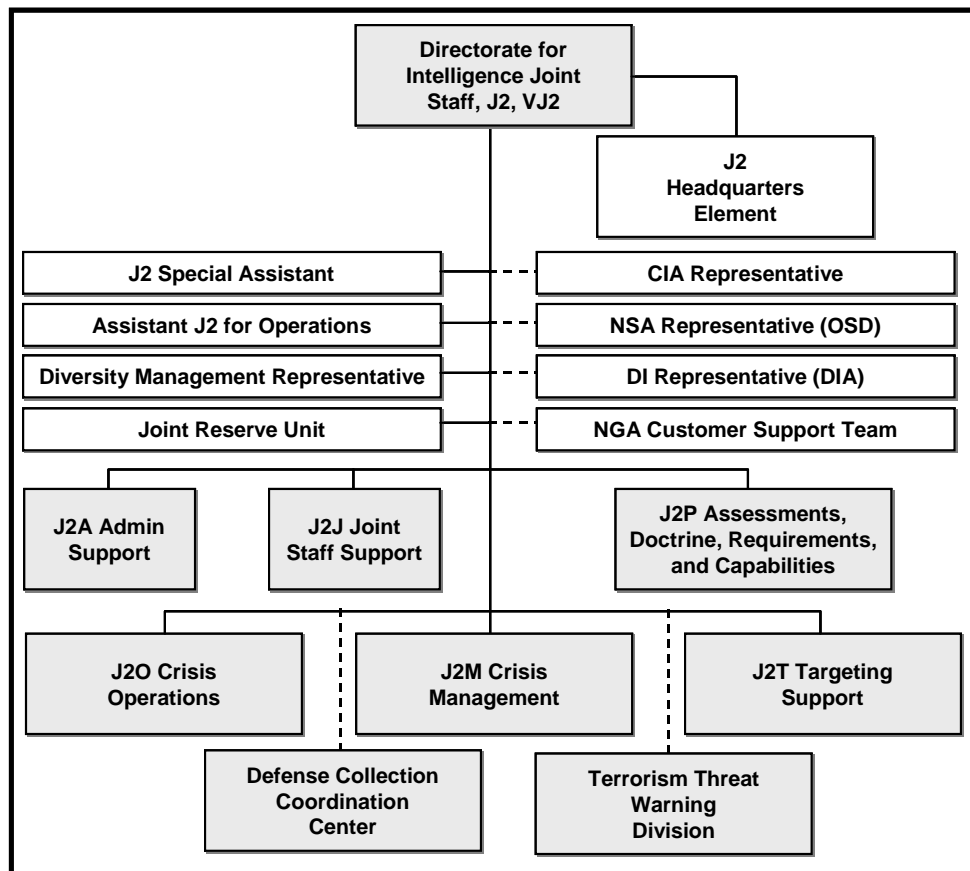 Directorate for
Intelligence Joint
Staff, J2, VJ2
J2
Headquarters
Element
J2 Special Assistant
CIA Representative
Assistant J2 for Operations
NSA Representative (OSD)
Diversity Management Representative
DI Representative (DIA)
Joint Reserve Unit
NGA Customer Support Team
J2A Admin
Support
J2J Joint
Staff Support
J2P Assessments,
Doctrine, Requirements,
and Capabilities
J2O Crisis
Operations
J2M Crisis
Management
J2T Targeting
Support
Defense Collection
Coordination
Center
Terrorism Threat
Warning
Division